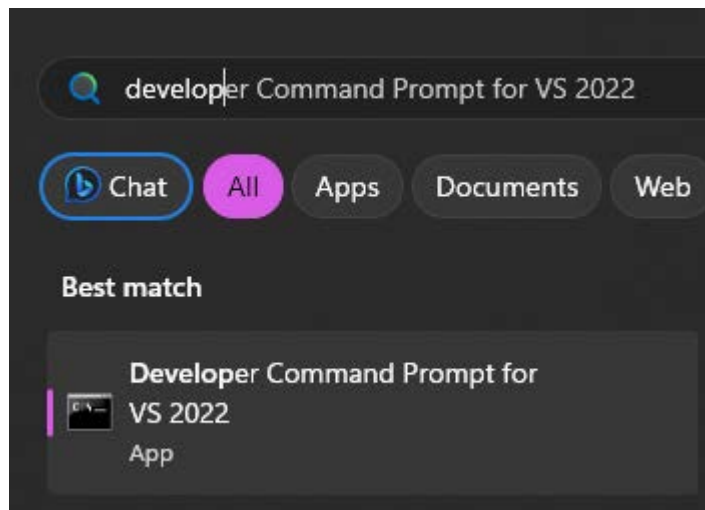 developer Command Prompt for VS 2022
Chat All Apps Documents Web
Best match
Developer Command Prompt for
VS 2022
App